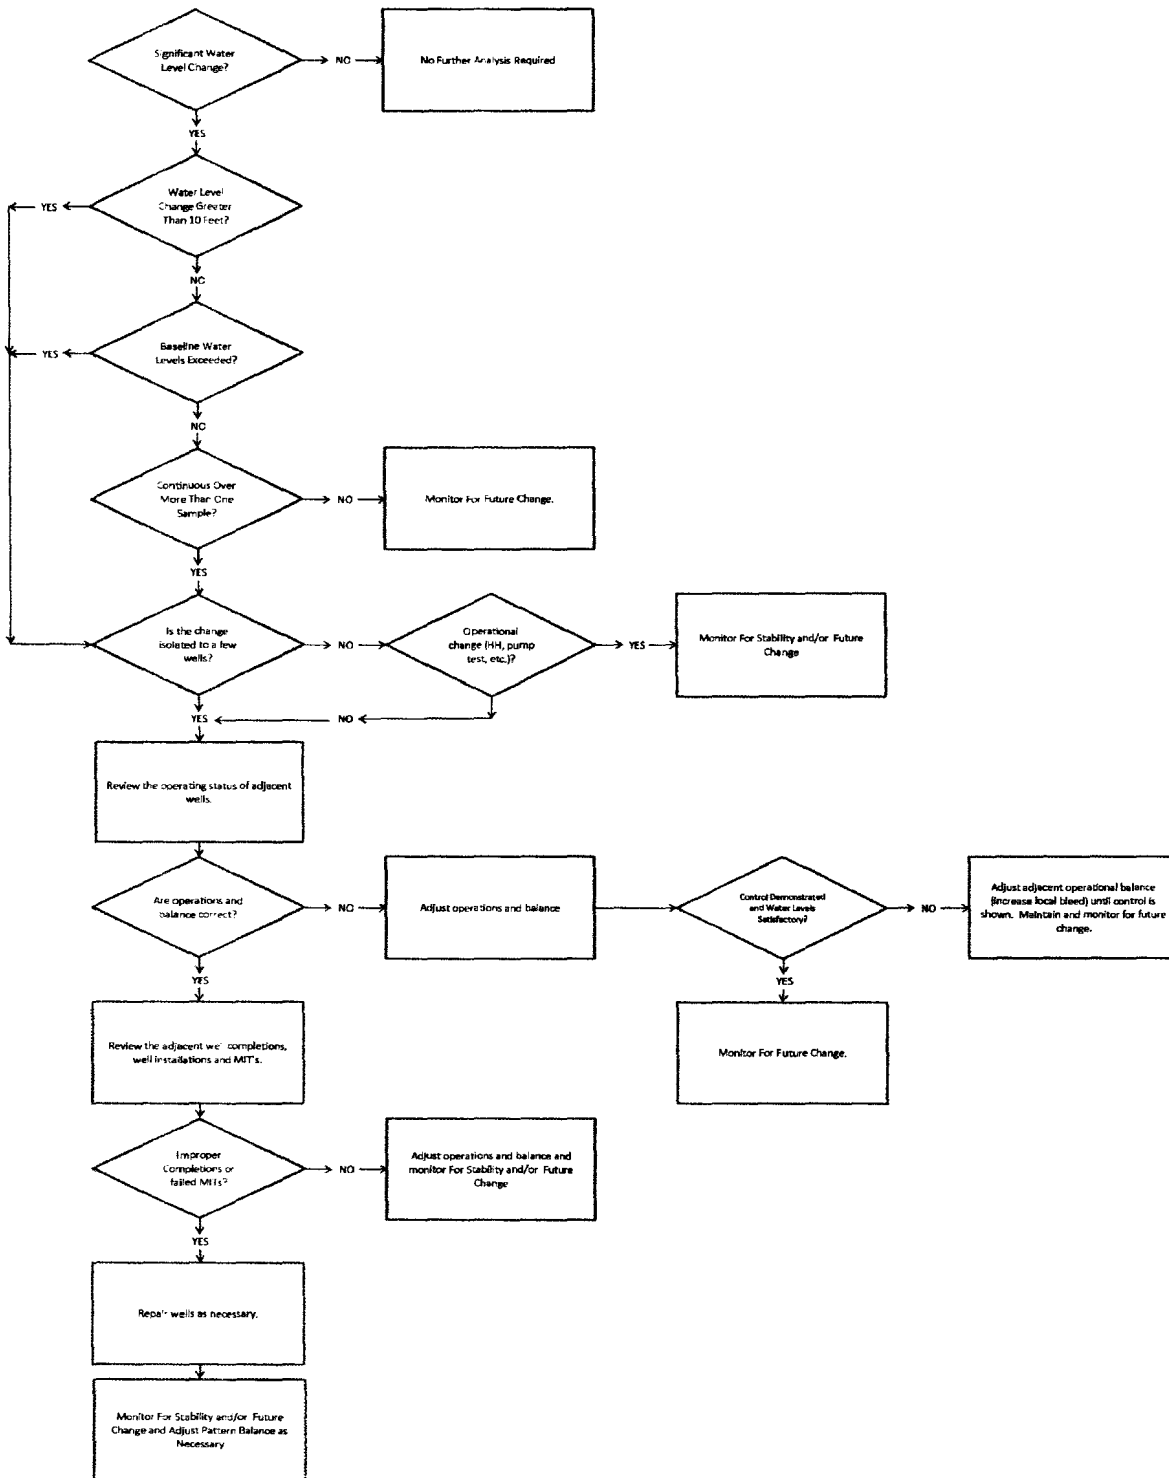 Significant Water
Level Change?
NO
No Further Analysis Required
YES
Water Level
Change Greater
Than 10 Feet?
YES
NO
Baseline Water
Levels Exceeded?
YES
NO
Continuous Over
More Than One
Sample?
NO
Monitor For Future Change.
YES
Is the change
isolated to a few
wells?
NO
Operational
change (HH, pump
test, etc.)?
YES
Monitor For Stability and/or Future
Change
YES
NO
Review the operating status of adjacent
wells.
Are operations and
balance correct?
NO
Adjust operations and balance
Control Demonstrated
and Water Levels
Satisfactory?
NO
Adjust adjacent operational balance
(increase local bleed) until control is
shown. Maintain and monitor for future
change.
YES
YES
Review the adjacent well completions,
well installations and MIT's.
Monitor For Future Change.
Improper
Completions or
failed MITs?
NO
Adjust operations and balance and
monitor For Stability and/or Future
Change
YES
Repair wells as necessary.
Monitor For Stability and/or Future
Change and Adjust Pattern Balance as
Necessary